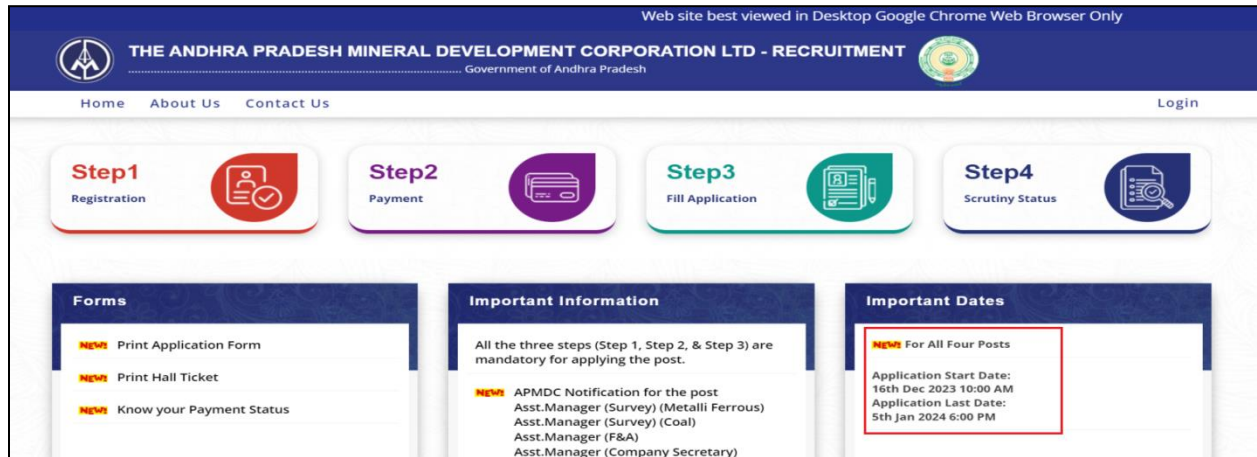 Web site best viewed in Desktop Google Chrome Web Browser Only
THE ANDHRA PRADESH MINERAL DEVELOPMENT CORPORATION LTD - RECRUITMENT
Government of Andhra Pradesh
Home About Us Contact Us Login
Step1
Registration
Step2
Payment
Step3
Fill Application
Step4
Scrutiny Status
Forms
NEW! Print Application Form
NEW! Print Hall Ticket
NEW! Know your Payment Status
Important Information
All the three steps (Step 1, Step 2, & Step 3) are
mandatory for applying the post.
NEW! APMDC Notification for the post
Asst.Manager (Survey) (Metalli Ferrous)
Asst.Manager (Survey) (Coal)
Asst.Manager (F&A)
Asst.Manager (Company Secretary)
Important Dates
NEW! For All Four Posts
Application Start Date:
16th Dec 2023 10:00 AM
Application Last Date:
5th Jan 2024 6:00 PM